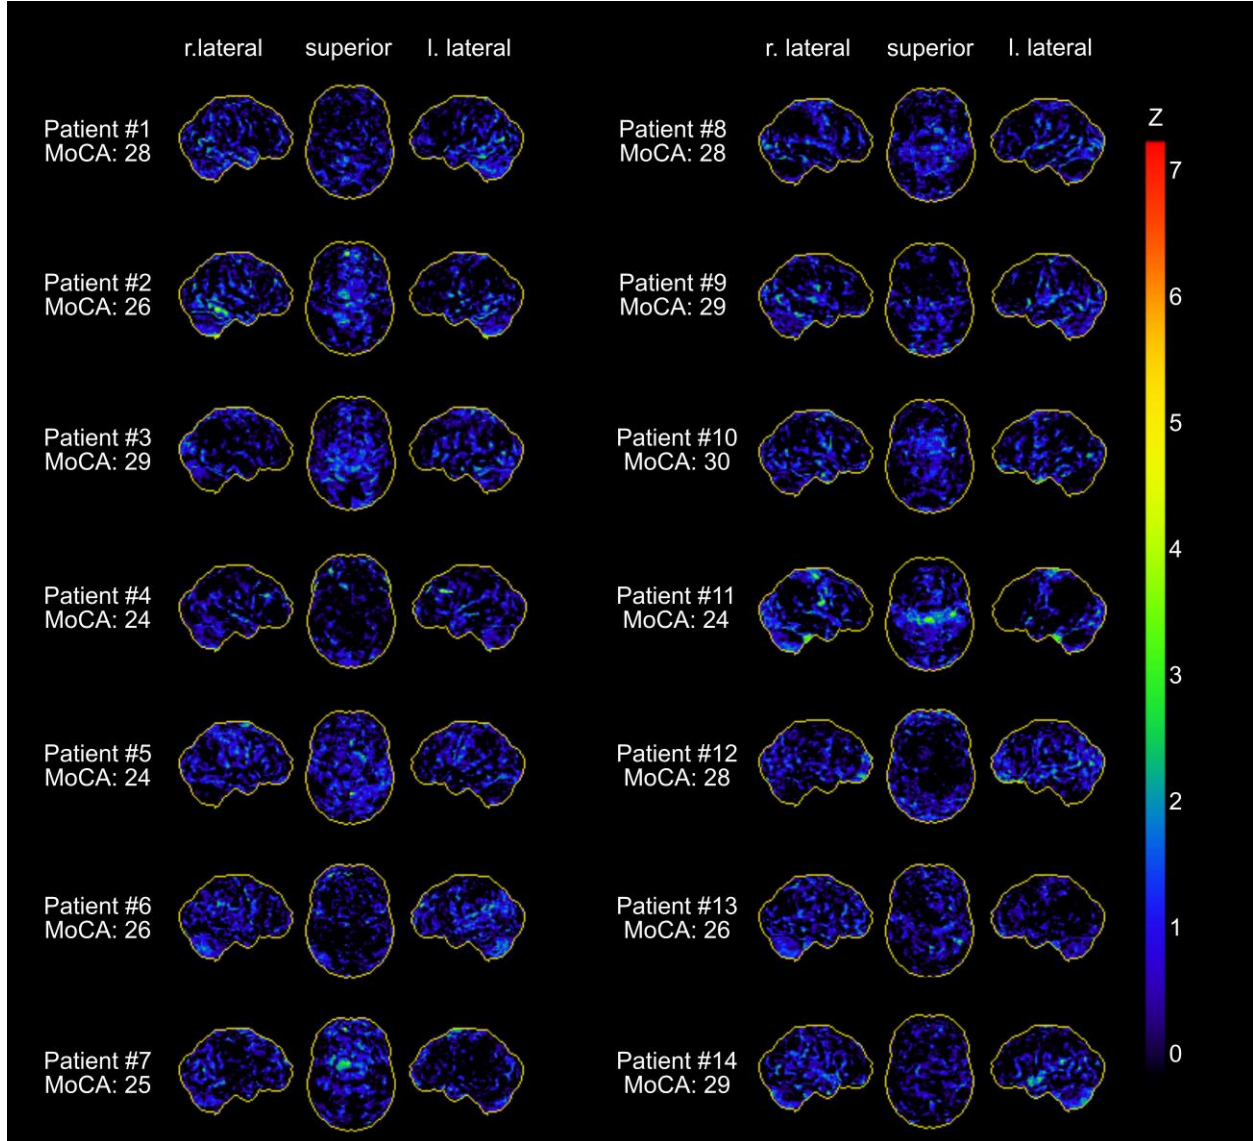 r.lateral superior l. lateral
r. lateral superior l. lateral
Patient #1
MoCA: 28
Patient #2
MoCA: 26
Patient #3
MoCA: 29
Patient #4
MoCA: 24
Patient #5
MoCA: 24
Patient #6
MoCA: 26
Patient #7
MoCA: 25
Patient #8
MoCA: 28
Patient #9
MoCA: 29
Patient #10
MoCA: 30
Patient #11
MoCA: 24
Patient #12
MoCA: 28
Patient #13
MoCA: 26
Patient #14
MoCA: 29
Z
7
6
5
4
3
2
1
0